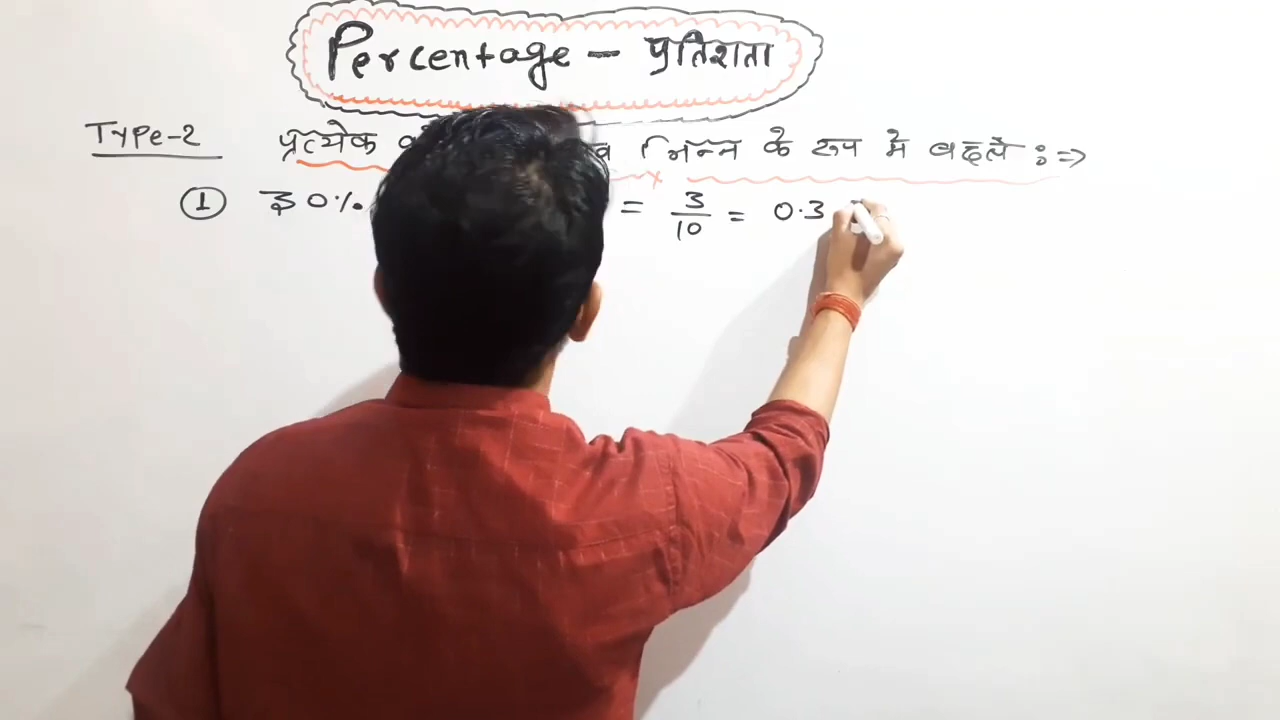 Percentage - प्रतिशता
Type-2 प्रत्येक भिन्न के रूप मे बदले :⇒
① 30% = 3/10 = 0.3